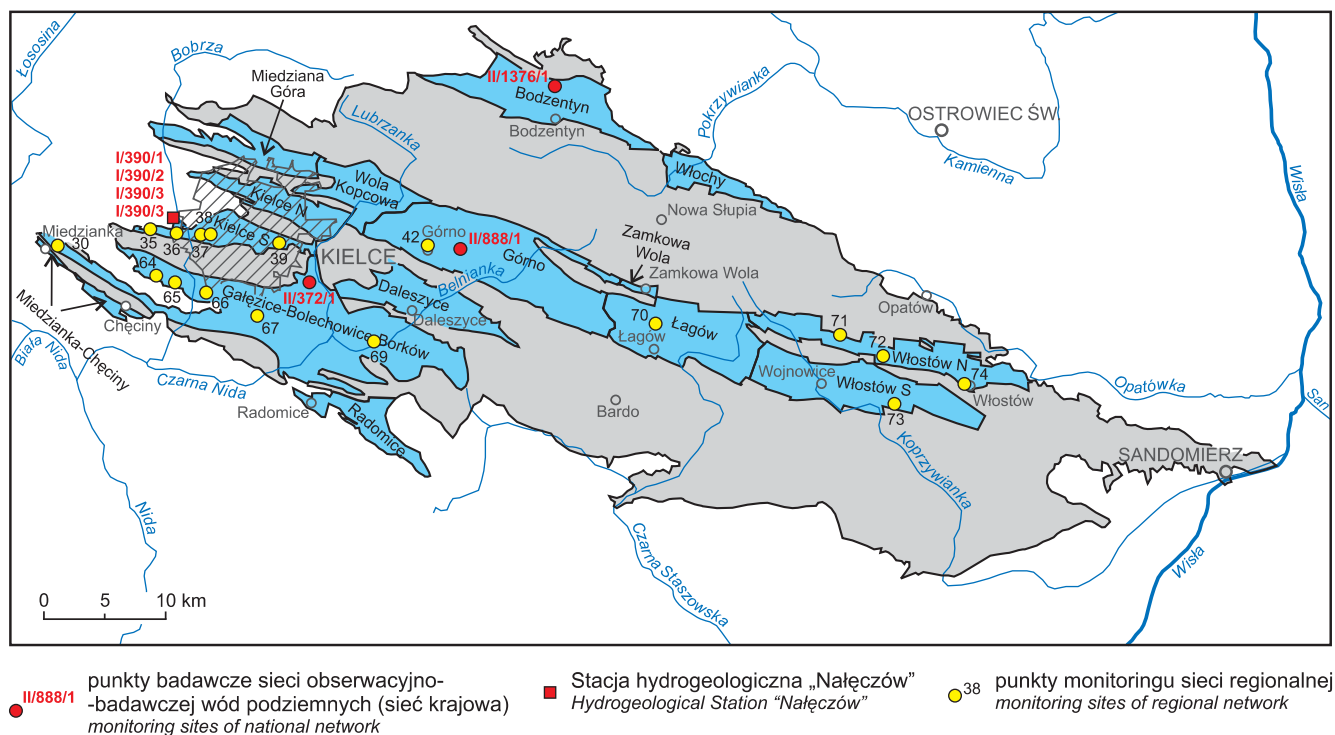 Łososina
Bobrza
Miedziana
Góra
II/1376/1
Bodzentyn
Bodzentyn
Lubrzanka
Pokrzywianka
OSTROWIEC ŚW.
Kamienna
Wisła
I/390/1
I/390/2
I/390/3
I/390/3
Wola
Kopcowa
Włochy
Kielce N
Nowa Słupia
38
Kielce S
Miedzianka
30
35
36
37
39
KIELCE
42
Górno
II/888/1
Górno
Zamkowa
Wola
Zamkowa Wola
Belnianka
64
65
66
II/372/1
Gałęzice-Bolechowice-Borków
67
69
Daleszyce
Daleszyce
Miedzianka-Chęciny
Chęciny
Biała Nida
Czarna Nida
70
Łagów
Łagów
Opatów
71
72
Włostów N
74
Włostów
Wojnowice
Włostów S
73
Opatówka
San
Radomice
Radomice
Bardo
Koprzywianka
SANDOMIERZ
Nida
Czarna Staszowska
Wisła
0 5 10 km
II/888/1
punkty badawcze sieci obserwacyjno-
-badawczej wód podziemnych (sieć krajowa)
monitoring sites of national network
Stacja hydrogeologiczna „Nałęczów”
Hydrogeological Station “Nałęczów”
38
punkty monitoringu sieci regionalnej
monitoring sites of regional network